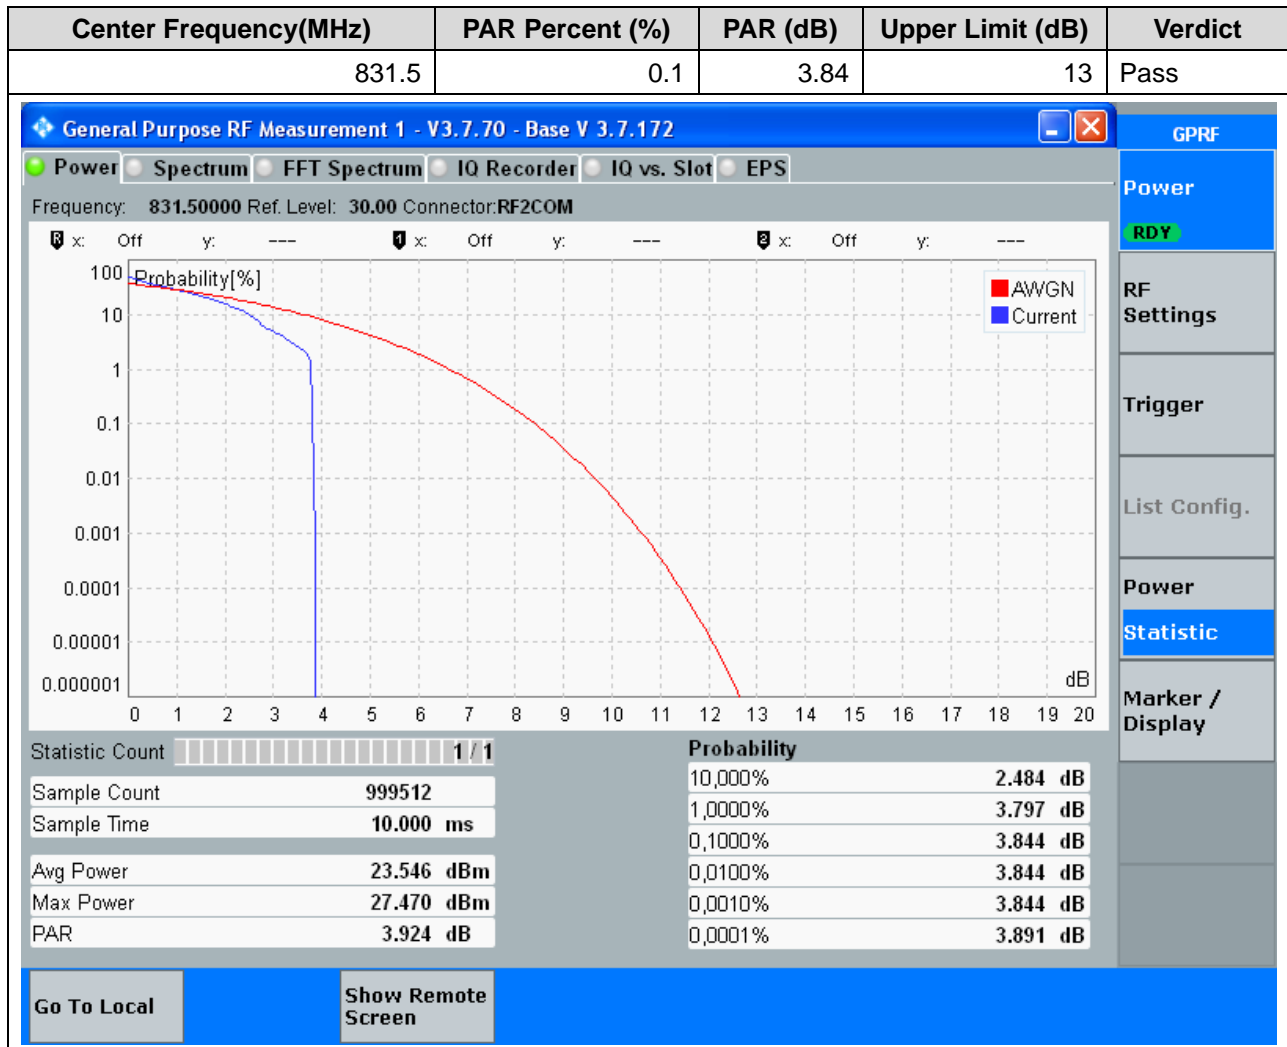 Center Frequency(MHz) PAR Percent (%) PAR (dB) Upper Limit (dB) Verdict
831.5 0.1 3.84 13 Pass
General Purpose RF Measurement 1 - V3.7.70 - Base V 3.7.172
GPRF
Power Spectrum FFT Spectrum IQ Recorder IQ vs. Slot EPS
Power
RDY
Frequency: 831.50000 Ref. Level: 30.00 Connector:RF2COM
R x: Off y: --- 1 x: Off y: --- 2 x: Off y: ---
Probability[%]
AWGN
Current
100
10
1
0.1
0.01
0.001
0.0001
0.00001
0.000001
dB
0 1 2 3 4 5 6 7 8 9 10 11 12 13 14 15 16 17 18 19 20
RF
Settings
Trigger
List Config.
Power
Statistic
Marker /
Display
Statistic Count 1 / 1
Sample Count 999512
Sample Time 10.000 ms
Avg Power 23.546 dBm
Max Power 27.470 dBm
PAR 3.924 dB
Probability
10,000% 2.484 dB
1,0000% 3.797 dB
0,1000% 3.844 dB
0,0100% 3.844 dB
0,0010% 3.844 dB
0,0001% 3.891 dB
Go To Local
Show Remote
Screen